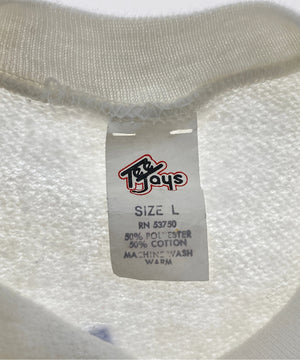 Tee
Jays
SIZE L
RN 53750
50% POLYESTER
50% COTTON
MACHINE WASH
WARM